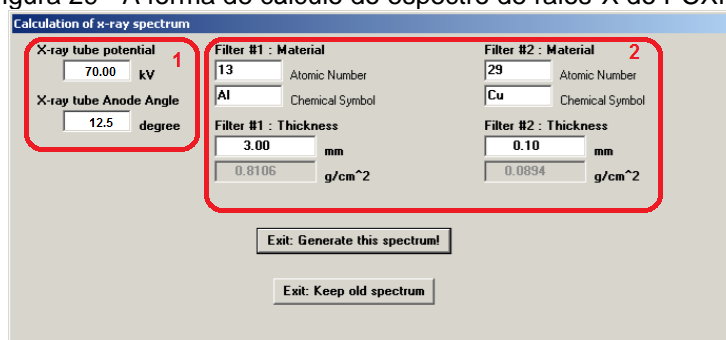 Calculation of x-ray spectrum
X-ray tube potential
1
70.00 kV
X-ray tube Anode Angle
12.5 degree
Filter #1 : Material
13 Atomic Number
Al Chemical Symbol
Filter #1 : Thickness
3.00 mm
0.8106 g/cm^2
Filter #2 : Material
2
29 Atomic Number
Cu Chemical Symbol
Filter #2 : Thickness
0.10 mm
0.0894 g/cm^2
Exit: Generate this spectrum!
Exit: Keep old spectrum